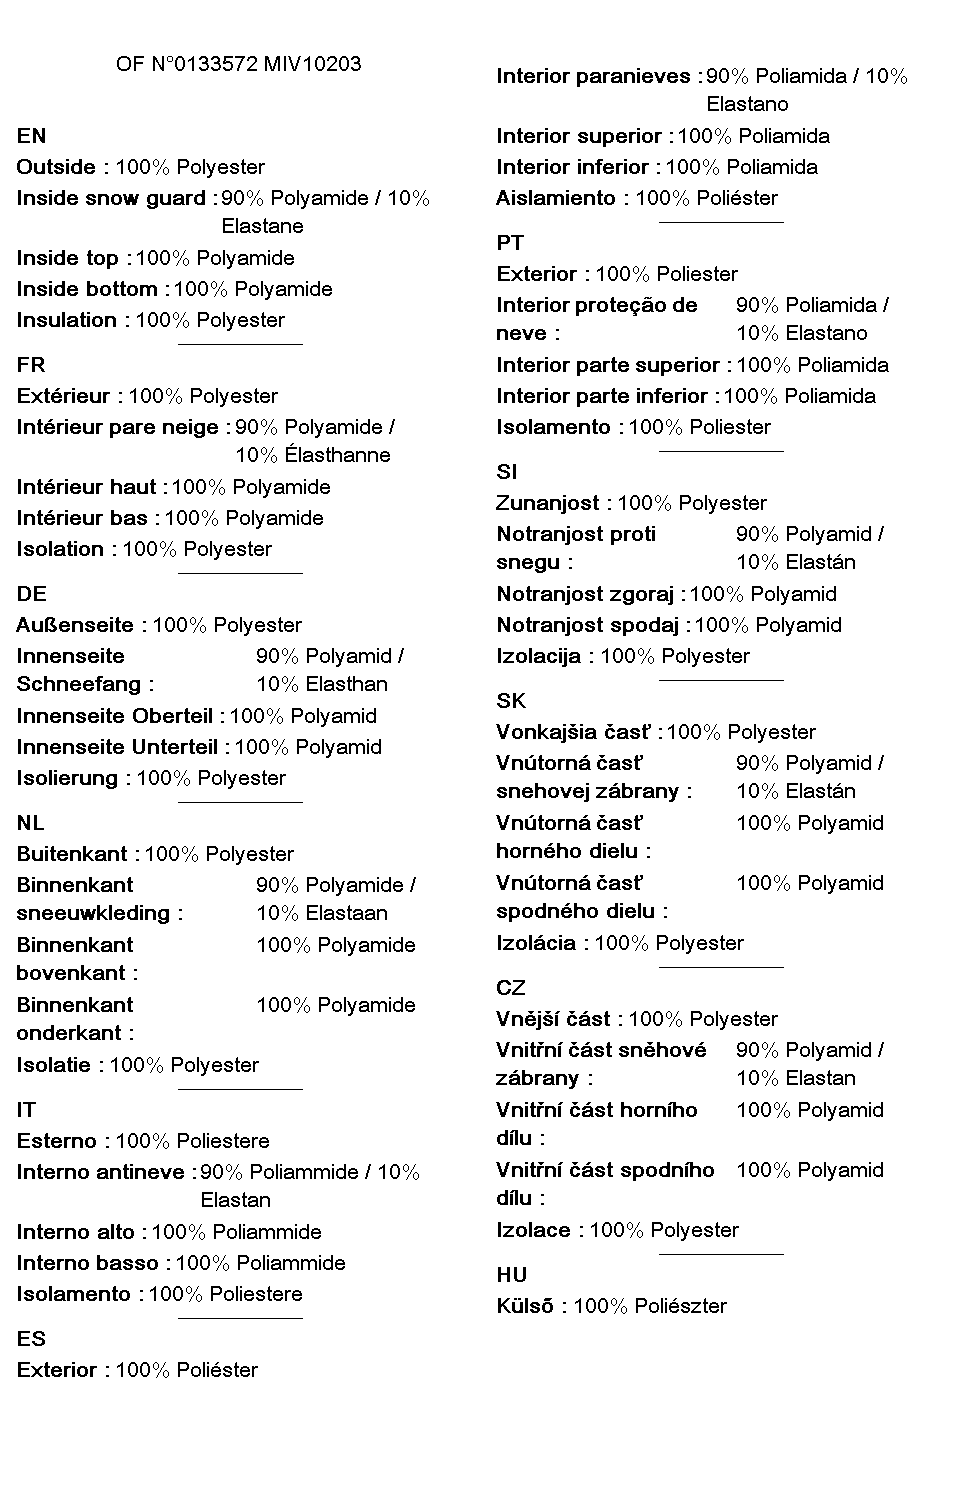 OF N°0133572 MIV10203
EN
Outside : 100% Polyester
Inside snow guard : 90% Polyamide / 10%
Elastane
Inside top : 100% Polyamide
Inside bottom : 100% Polyamide
Insulation : 100% Polyester
FR
Extérieur : 100% Polyester
Intérieur pare neige : 90% Polyamide /
10% Élasthanne
Intérieur haut : 100% Polyamide
Intérieur bas : 100% Polyamide
Isolation : 100% Polyester
DE
Außenseite : 100% Polyester
Innenseite 90% Polyamid /
Schneefang : 10% Elasthan
Innenseite Oberteil : 100% Polyamid
Innenseite Unterteil : 100% Polyamid
Isolierung : 100% Polyester
NL
Buitenkant : 100% Polyester
Binnenkant 90% Polyamide /
sneeuwkleding : 10% Elastaan
Binnenkant 100% Polyamide
bovenkant :
Binnenkant 100% Polyamide
onderkant :
Isolatie : 100% Polyester
IT
Esterno : 100% Poliestere
Interno antineve : 90% Poliammide / 10%
Elastan
Interno alto : 100% Poliammide
Interno basso : 100% Poliammide
Isolamento : 100% Poliestere
ES
Exterior : 100% Poliéster
Interior paranieves : 90% Poliamida / 10%
Elastano
Interior superior : 100% Poliamida
Interior inferior : 100% Poliamida
Aislamiento : 100% Poliéster
PT
Exterior : 100% Poliester
Interior proteção de 90% Poliamida /
neve : 10% Elastano
Interior parte superior : 100% Poliamida
Interior parte inferior : 100% Poliamida
Isolamento : 100% Poliester
SI
Zunanjost : 100% Polyester
Notranjost proti 90% Polyamid /
snegu : 10% Elastán
Notranjost zgoraj : 100% Polyamid
Notranjost spodaj : 100% Polyamid
Izolacija : 100% Polyester
SK
Vonkajšia časť : 100% Polyester
Vnútorná časť 90% Polyamid /
snehovej zábrany : 10% Elastán
Vnútorná časť 100% Polyamid
horného dielu :
Vnútorná časť 100% Polyamid
spodného dielu :
Izolácia : 100% Polyester
CZ
Vnější část : 100% Polyester
Vnitřní část sněhové 90% Polyamid /
zábrany : 10% Elastan
Vnitřní část horního 100% Polyamid
dílu :
Vnitřní část spodního 100% Polyamid
dílu :
Izolace : 100% Polyester
HU
Külső : 100% Poliészter